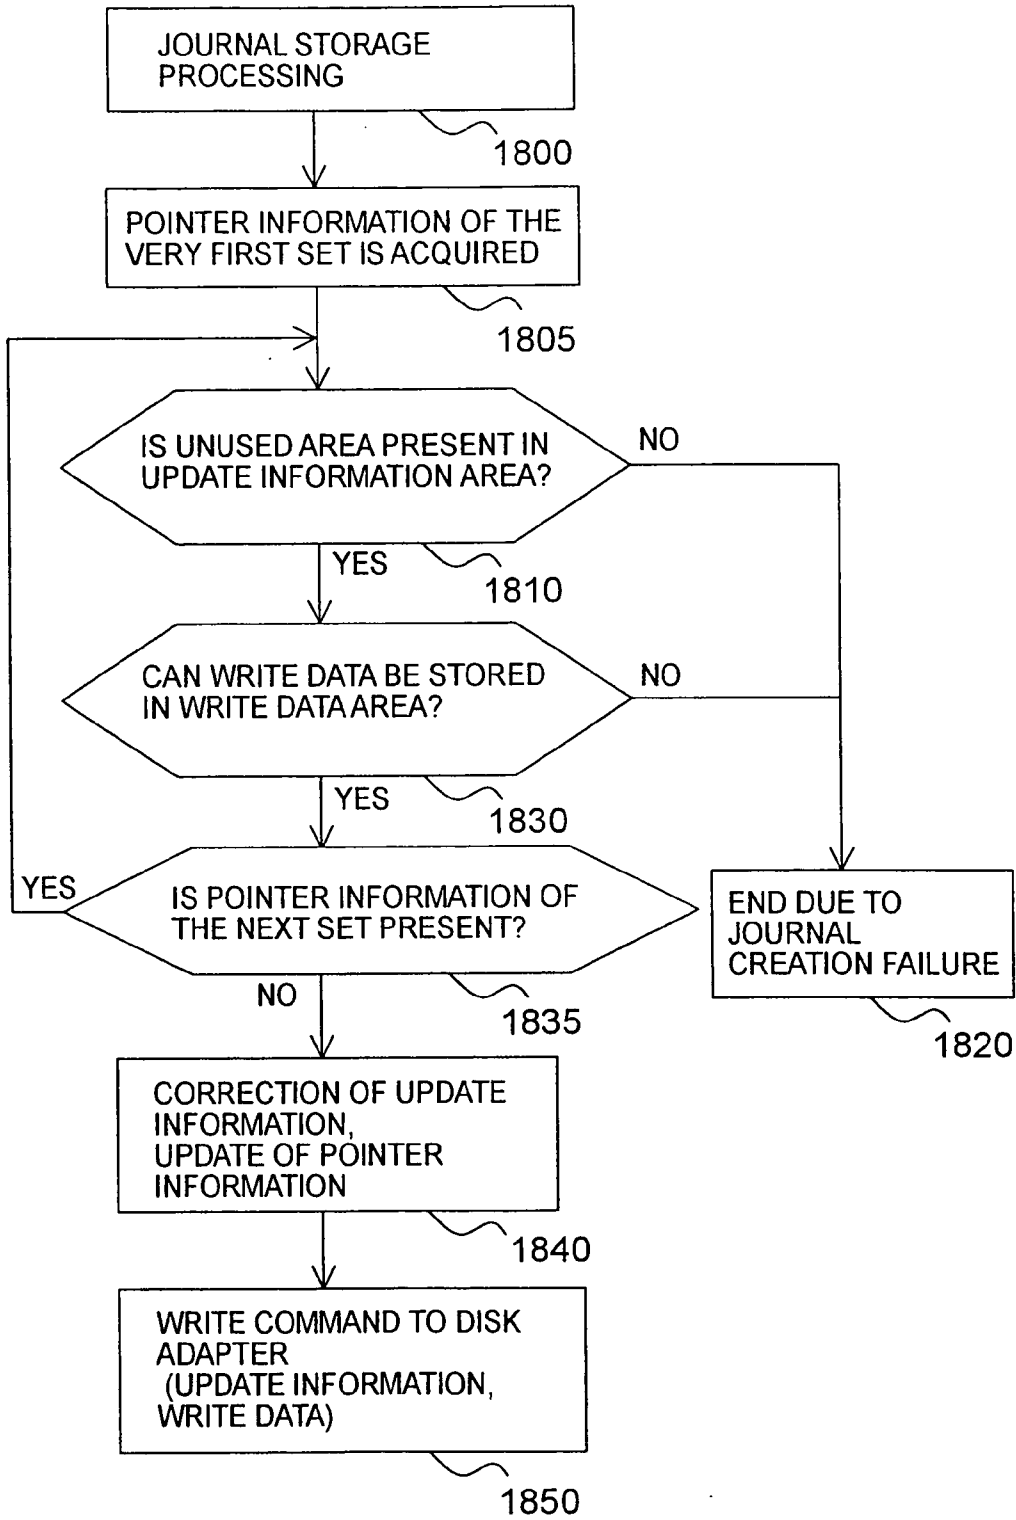 JOURNAL STORAGE
PROCESSING
1800
POINTER INFORMATION OF THE
VERY FIRST SET IS ACQUIRED
1805
IS UNUSED AREA PRESENT IN
UPDATE INFORMATION AREA?
NO
YES
1810
CAN WRITE DATA BE STORED
IN WRITE DATA AREA?
NO
YES
1830
YES
IS POINTER INFORMATION OF
THE NEXT SET PRESENT?
NO
1835
END DUE TO
JOURNAL
CREATION FAILURE
1820
CORRECTION OF UPDATE
INFORMATION,
UPDATE OF POINTER
INFORMATION
1840
WRITE COMMAND TO DISK
ADAPTER
(UPDATE INFORMATION,
WRITE DATA)
1850